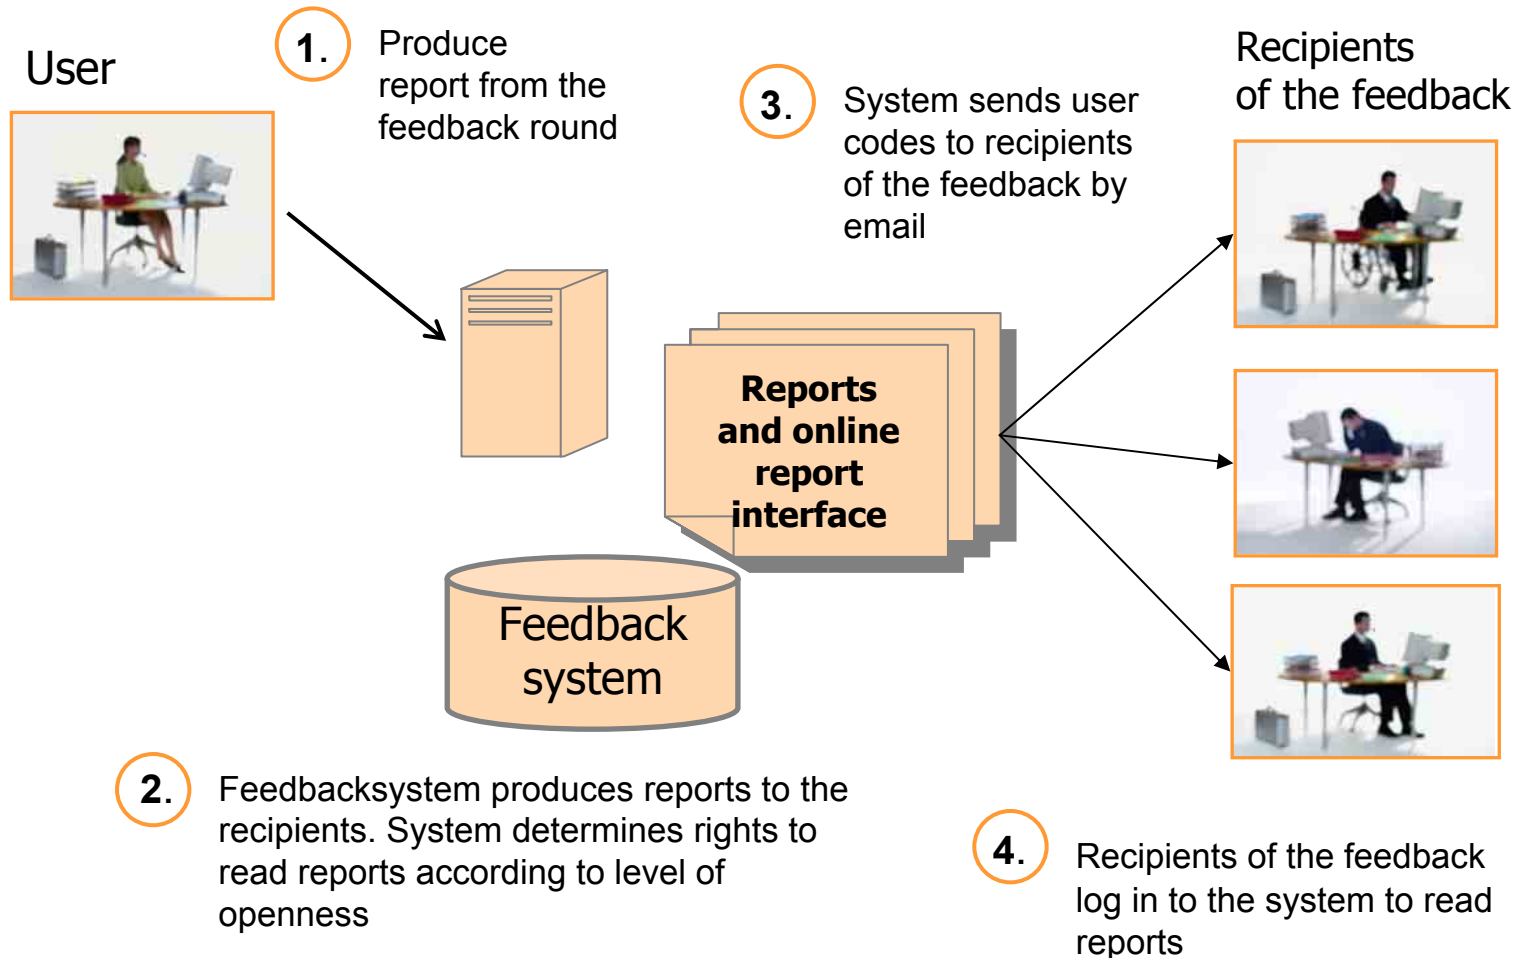 User
1.
Produce
report from the
feedback round
3.
System sends user
codes to recipients
of the feedback by
email
Recipients
of the feedback
Reports
and online
report
interface
Feedback
system
2.
Feedbacksystem produces reports to the
recipients. System determines rights to
read reports according to level of
openness
4.
Recipients of the feedback
log in to the system to read
reports